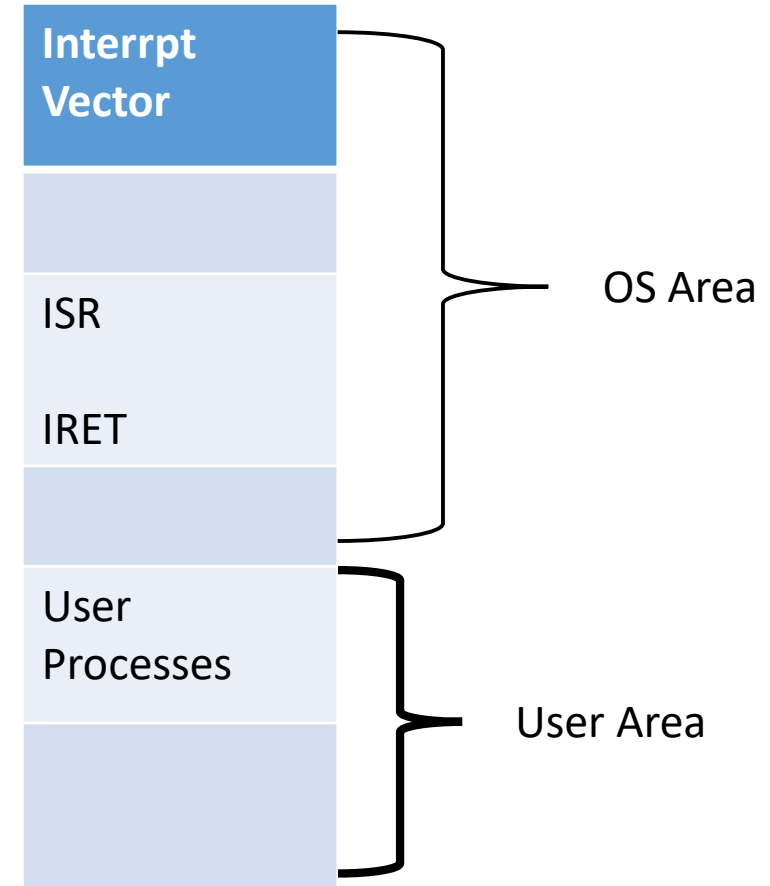 Interrpt
Vector
ISR
IRET
OS Area
User
Processes
User Area